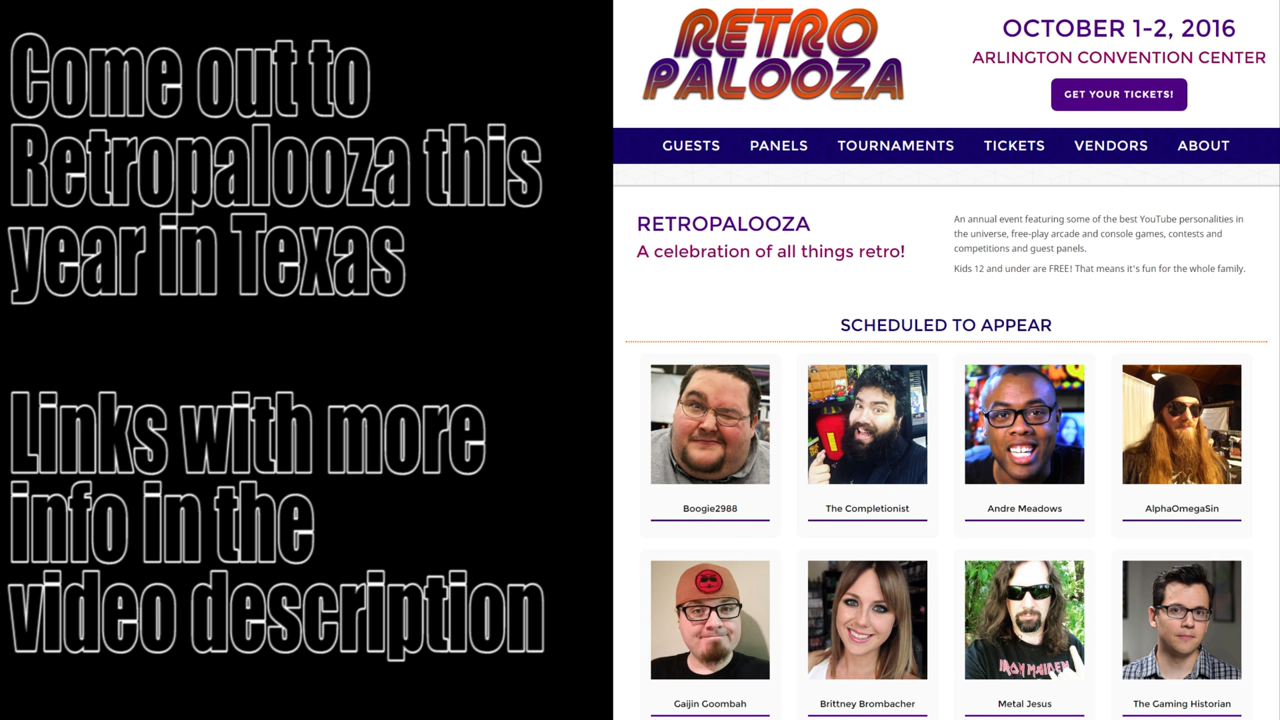 Come out to
Retropalooza this
year in Texas
Links with more
info in the
video description
RETRO
PALOOZA
OCTOBER 1-2, 2016
ARLINGTON CONVENTION CENTER
GET YOUR TICKETS!
GUESTS PANELS TOURNAMENTS TICKETS VENDORS ABOUT
RETROPALOOZA
A celebration of all things retro!
An annual event featuring some of the best YouTube personalities in
the universe, free-play arcade and console games, contests and
competitions and guest panels.
Kids 12 and under are FREE! That means it's fun for the whole family.
SCHEDULED TO APPEAR
Boogie2988 The Completionist Andre Meadows AlphaOmegaSin
IRON MAIDEN
Gaijin Goombah Brittney Brombacher Metal Jesus The Gaming Historian